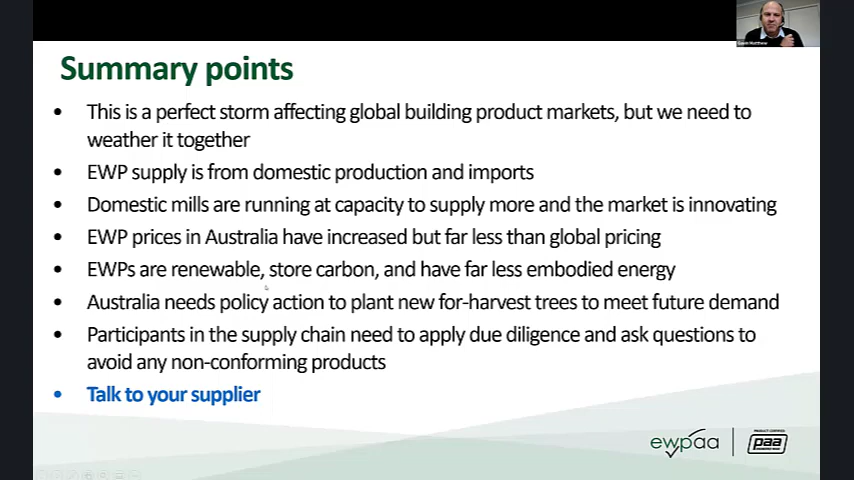 Summary points
• This is a perfect storm affecting global building product markets, but we need to
weather it together
• EWP supply is from domestic production and imports
• Domestic mills are running at capacity to supply more and the market is innovating
• EWP prices in Australia have increased but far less than global pricing
• EWPs are renewable, store carbon, and have far less embodied energy
• Australia needs policy action to plant new for-harvest trees to meet future demand
• Participants in the supply chain need to apply due diligence and ask questions to
avoid any non-conforming products
• Talk to your supplier
ewpaa
PRODUCT CERTIFIED
paa